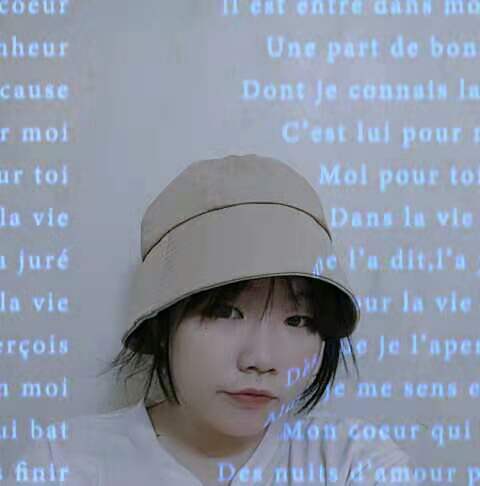 coeur
nheur
cause
r moi
ur toi
la vie
a juré
la vie
erçois
n moi
ui bat
s finir
Il est entré dans mo
Une part de bon
Dont je connais la
C'est lui pour
Moi pour toi
Dans la vie
l'a dit,l'a
ur la vie
je l'aper
je me sens e
Mon coeur qui
Des nuits d'amour p